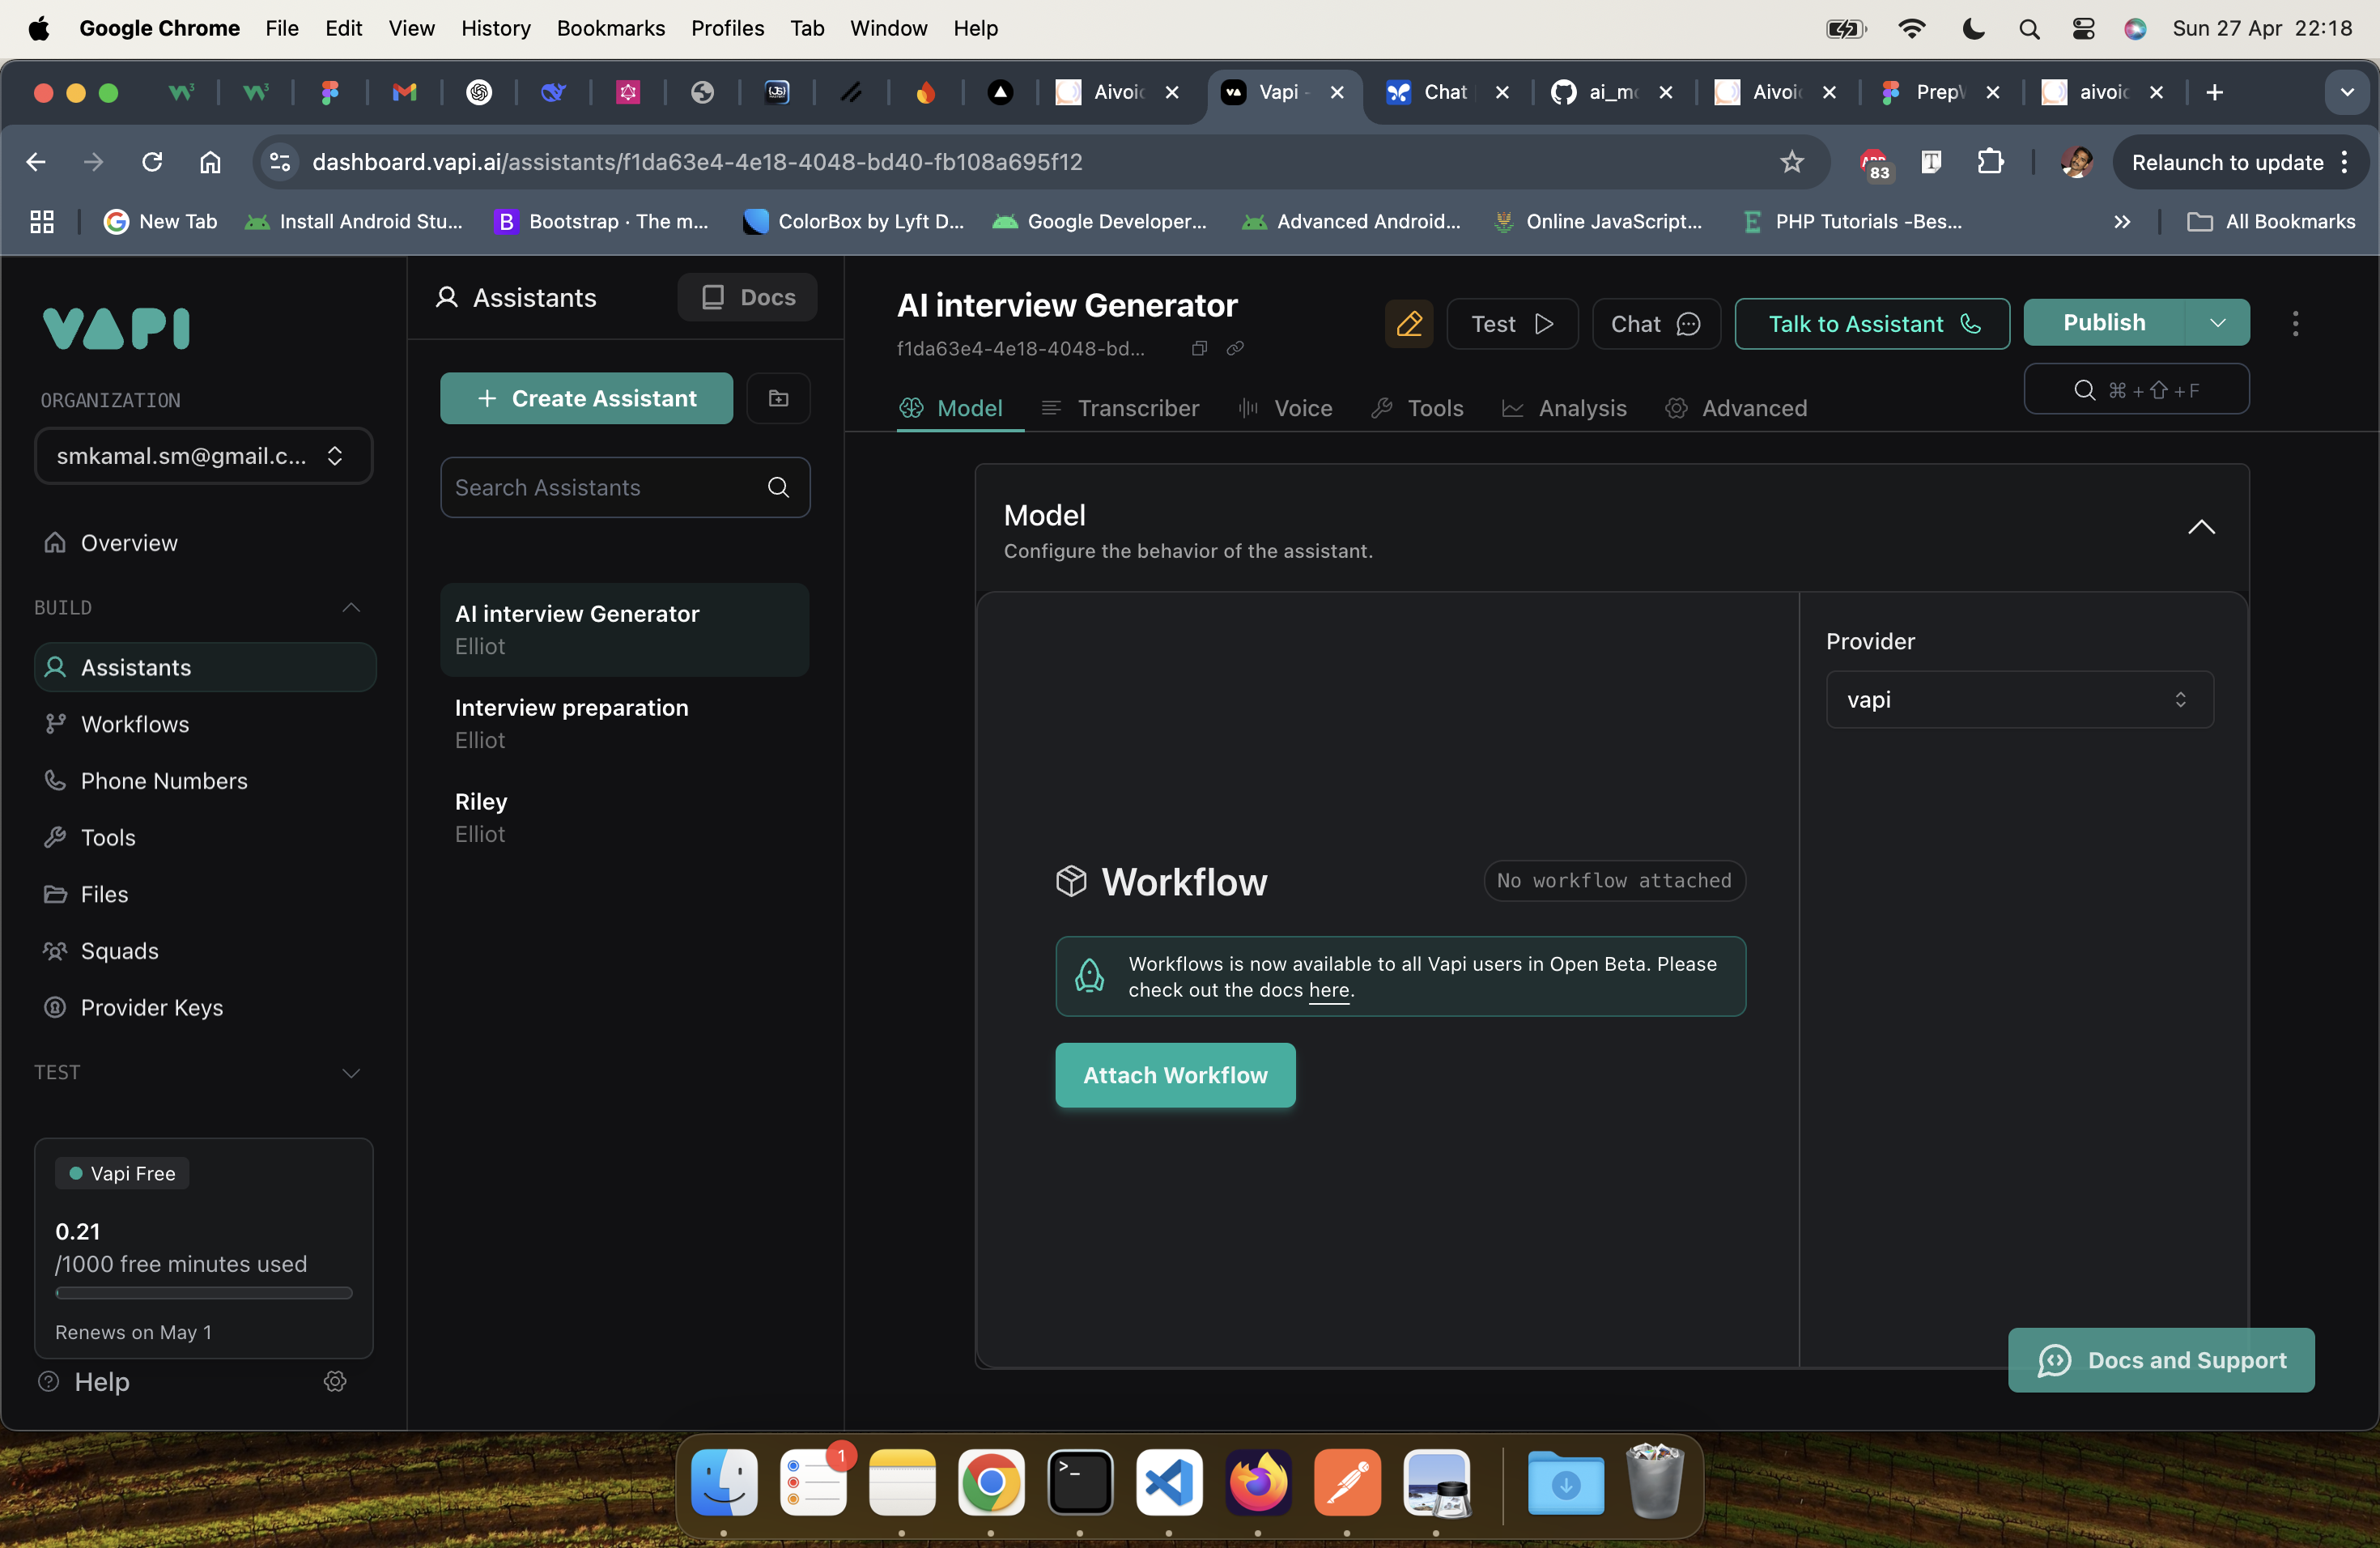 Google Chrome File Edit View History Bookmarks Profiles Tab Window Help Sun 27 Apr 22:18
Aivoic Vapi - Chat ai_mo Aivoic PrepW aivoic
dashboard.vapi.ai/assistants/f1da63e4-4e18-4048-bd40-fb108a695f12
83
Relaunch to update
New Tab Install Android Stu... Bootstrap · The m... ColorBox by Lyft D... Google Developer... Advanced Android... Online JavaScript... PHP Tutorials -Bes... All Bookmarks
VAPI
ORGANIZATION
smkamal.sm@gmail.c...
Overview
BUILD
Assistants
Workflows
Phone Numbers
Tools
Files
Squads
Provider Keys
TEST
Vapi Free
0.21
/1000 free minutes used
Renews on May 1
Help
Assistants
Docs
+ Create Assistant
Search Assistants
AI interview Generator
Elliot
Interview preparation
Elliot
Riley
Elliot
AI interview Generator
f1da63e4-4e18-4048-bd...
Test
Chat
Talk to Assistant
Publish
⌘ + ⇧ + F
Model Transcriber Voice Tools Analysis Advanced
Model
Configure the behavior of the assistant.
Workflow
No workflow attached
Workflows is now available to all Vapi users in Open Beta. Please
check out the docs here.
Attach Workflow
Provider
vapi
Docs and Support
1